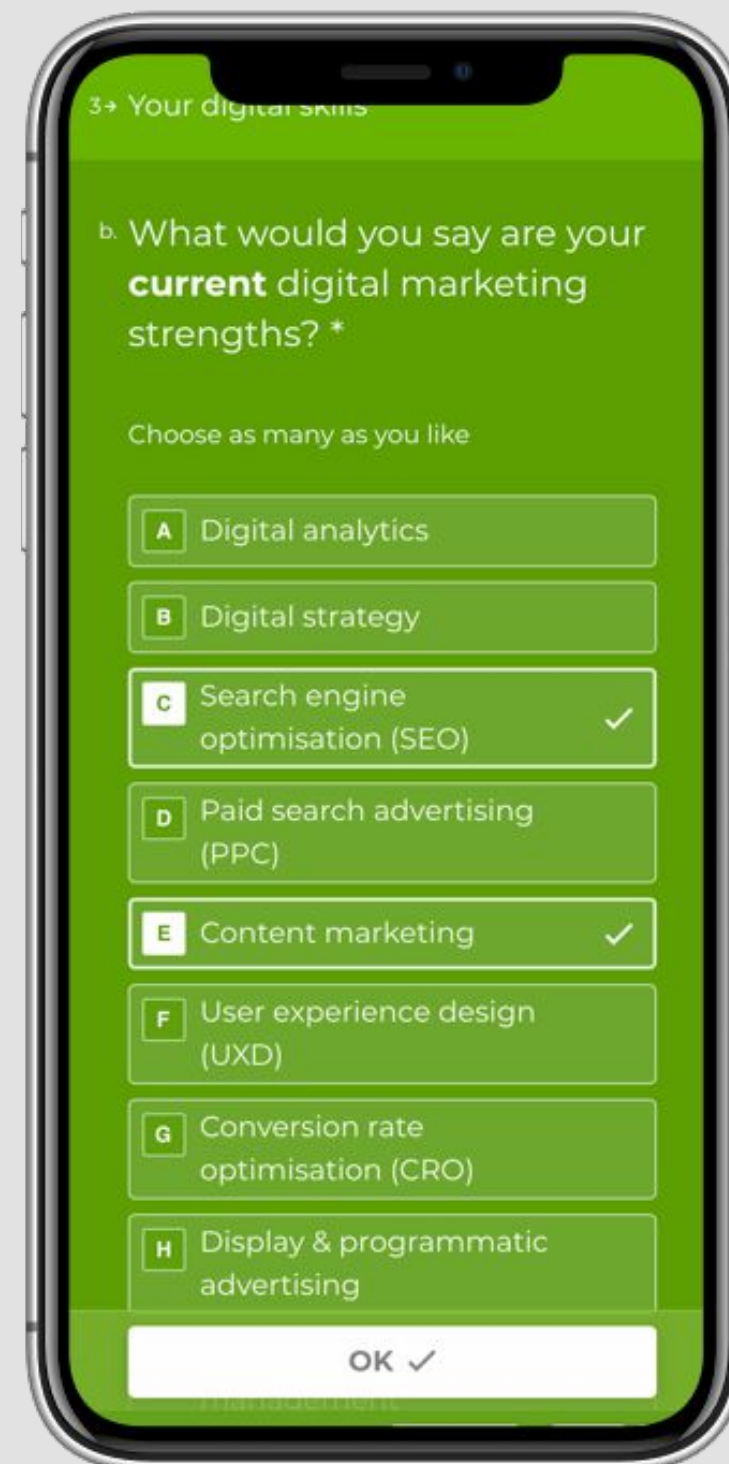 3→ Your digital skills
b. What would you say are your
current digital marketing
strengths? *
Choose as many as you like
A Digital analytics
B Digital strategy
C Search engine
optimisation (SEO)
D Paid search advertising
(PPC)
E Content marketing
F User experience design
(UXD)
G Conversion rate
optimisation (CRO)
H Display & programmatic
advertising
OK
management